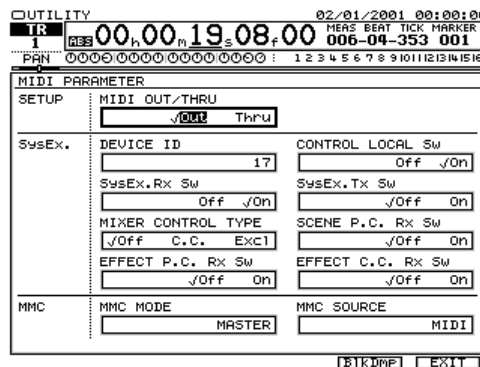 UTILITY 02/01/2001 00:00:00
TR 1 ABS 00h00m19s08f00 MEAS BEAT TICK MARKER
006-04-353 001
PAN 1 2 3 4 5 6 7 8 9 10 11 12 13 14 15 16
MIDI PARAMETER
SETUP MIDI OUT/THRU
√Out Thru
SysEx. DEVICE ID CONTROL LOCAL Sw
17 Off √On
SysEx.Rx Sw SysEx.Tx Sw
Off √On √Off On
MIXER CONTROL TYPE SCENE P.C. Rx Sw
√Off C.C. Excl √Off On
EFFECT P.C. Rx Sw EFFECT C.C. Rx Sw
√Off On √Off On
MMC MMC MODE MMC SOURCE
MASTER MIDI
BlkDmp EXIT